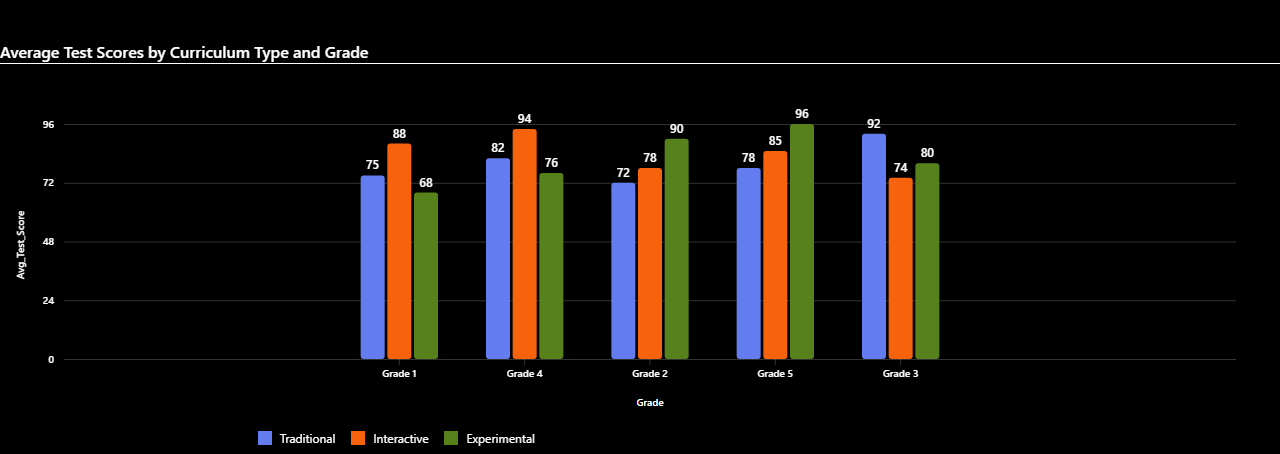 Average Test Scores by Curriculum Type and Grade
96
72
48
24
0
Avg_Test_Score
75 88 68
82 94 76
72 78 90
78 85 96
92 74 80
Grade 1 Grade 4 Grade 2 Grade 5 Grade 3
Grade
Traditional Interactive Experimental